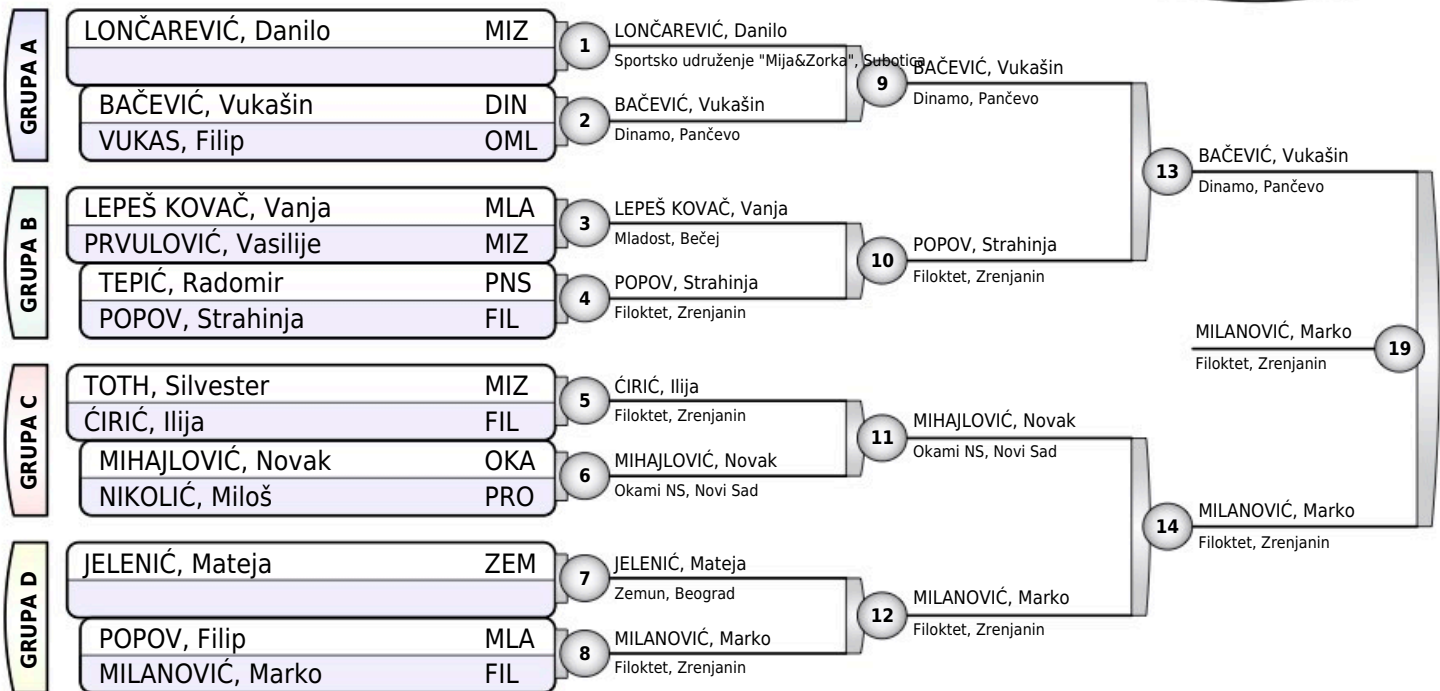 GRUPA A
LONČAREVIĆ, Danilo MIZ
BAČEVIĆ, Vukašin DIN
VUKAS, Filip OML
GRUPA B
LEPEŠ KOVAČ, Vanja MLA
PRVULOVIĆ, Vasilije MIZ
TEPIĆ, Radomir PNS
POPOV, Strahinja FIL
GRUPA C
TOTH, Silvester MIZ
ĆIRIĆ, Ilija FIL
MIHAJLOVIĆ, Novak OKA
NIKOLIĆ, Miloš PRO
GRUPA D
JELENIĆ, Mateja ZEM
POPOV, Filip MLA
MILANOVIĆ, Marko FIL
1
LONČAREVIĆ, Danilo
Sportsko udruženje "Mija&Zorka", Subotica
2
BAČEVIĆ, Vukašin
Dinamo, Pančevo
3
LEPEŠ KOVAČ, Vanja
Mladost, Bečej
4
POPOV, Strahinja
Filoktet, Zrenjanin
5
ĆIRIĆ, Ilija
Filoktet, Zrenjanin
6
MIHAJLOVIĆ, Novak
Okami NS, Novi Sad
7
JELENIĆ, Mateja
Zemun, Beograd
8
MILANOVIĆ, Marko
Filoktet, Zrenjanin
9
BAČEVIĆ, Vukašin
Dinamo, Pančevo
10
POPOV, Strahinja
Filoktet, Zrenjanin
11
MIHAJLOVIĆ, Novak
Okami NS, Novi Sad
12
MILANOVIĆ, Marko
Filoktet, Zrenjanin
13
BAČEVIĆ, Vukašin
Dinamo, Pančevo
14
MILANOVIĆ, Marko
Filoktet, Zrenjanin
MILANOVIĆ, Marko
Filoktet, Zrenjanin
19